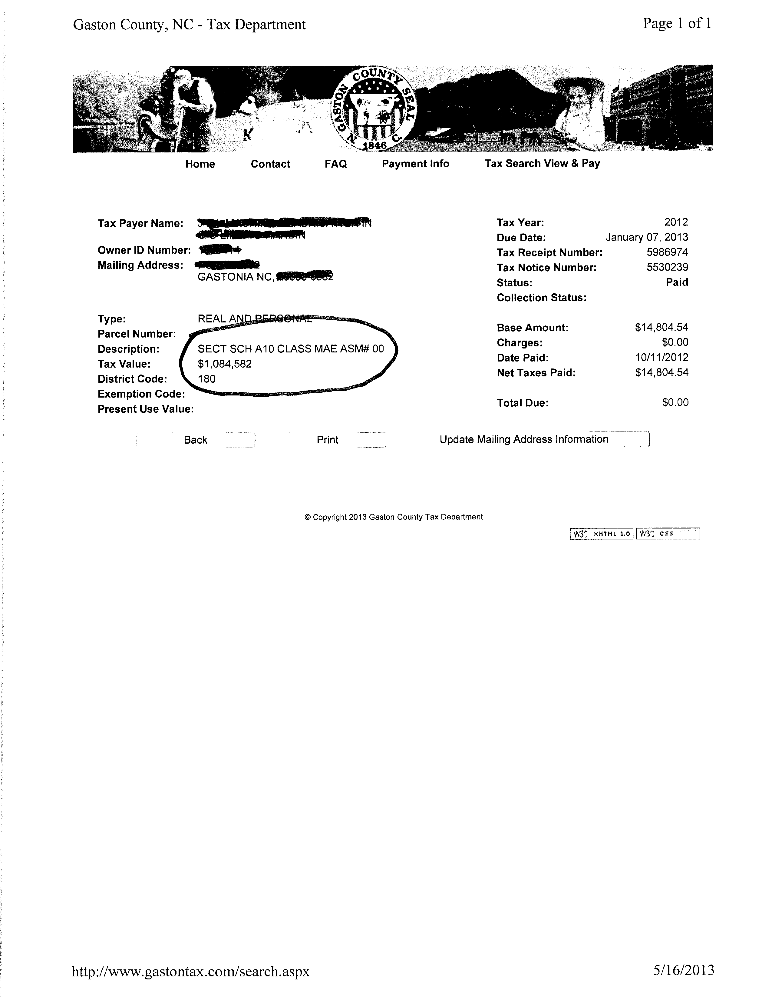 Gaston County, NC - Tax Department
Page 1 of 1
GASTON COUNTY SEAL
N C.
1846
Home Contact FAQ Payment Info Tax Search View & Pay
Tax Payer Name:
Owner ID Number:
Mailing Address:
GASTONIA NC,
Tax Year: 2012
Due Date: January 07, 2013
Tax Receipt Number: 5986974
Tax Notice Number: 5530239
Status: Paid
Collection Status:
Type: REAL AND PERSONAL
Parcel Number:
Description: SECT SCH A10 CLASS MAE ASM# 00
Tax Value: $1,084,582
District Code: 180
Exemption Code:
Present Use Value:
Base Amount: $14,804.54
Charges: $0.00
Date Paid: 10/11/2012
Net Taxes Paid: $14,804.54
Total Due: $0.00
Back Print Update Mailing Address Information
© Copyright 2013 Gaston County Tax Department
W3C XHTML 1.0 W3C CSS
http://www.gastontax.com/search.aspx
5/16/2013